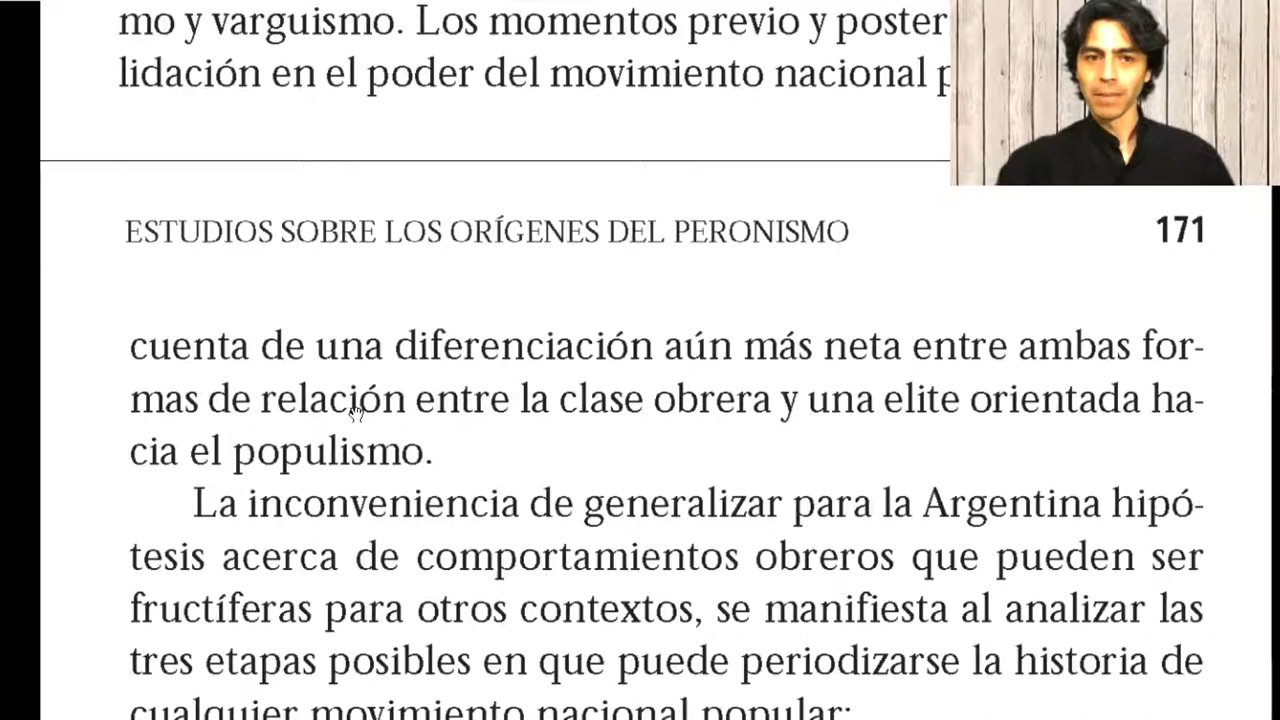 mo y varguismo. Los momentos previo y poster
lidación en el poder del movimiento nacional p
ESTUDIOS SOBRE LOS ORÍGENES DEL PERONISMO 171
cuenta de una diferenciación aún más neta entre ambas for-
mas de relación entre la clase obrera y una elite orientada ha-
cia el populismo.
La inconveniencia de generalizar para la Argentina hipó-
tesis acerca de comportamientos obreros que pueden ser
fructíferas para otros contextos, se manifiesta al analizar las
tres etapas posibles en que puede periodizarse la historia de
cualquier movimiento nacional popular: